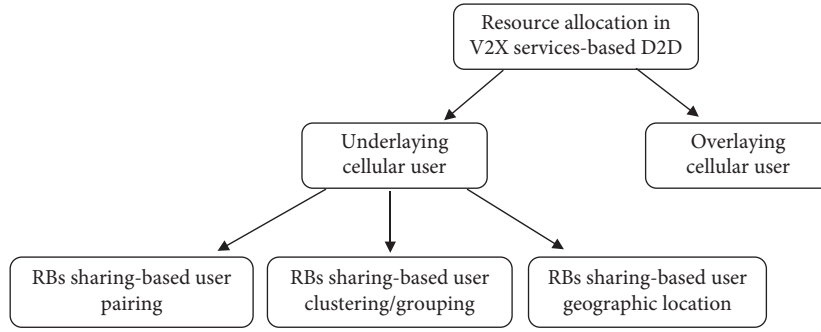 Resource allocation in
V2X services-based D2D
Underlaying
cellular user
Overlaying
cellular user
RBs sharing-based user
pairing
RBs sharing-based user
clustering/grouping
RBs sharing-based user
geographic location